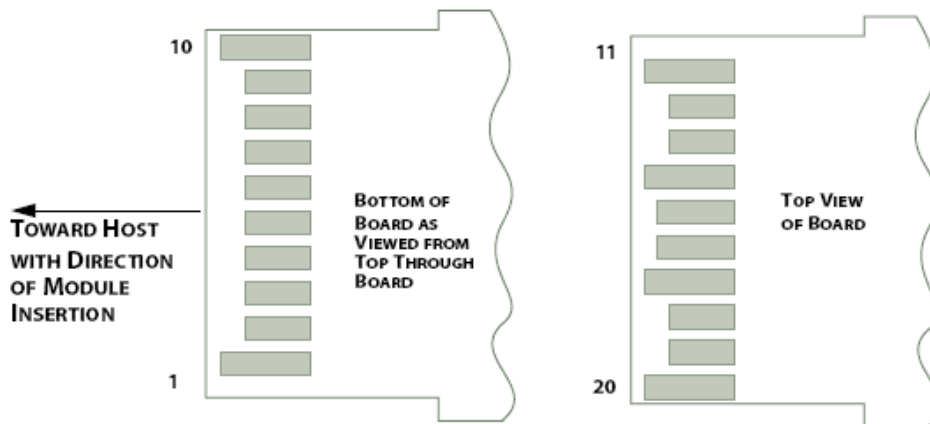 10
1
Toward Host
with Direction
of Module
Insertion
Bottom of
Board as
Viewed from
Top Through
Board
11
20
Top View
of Board